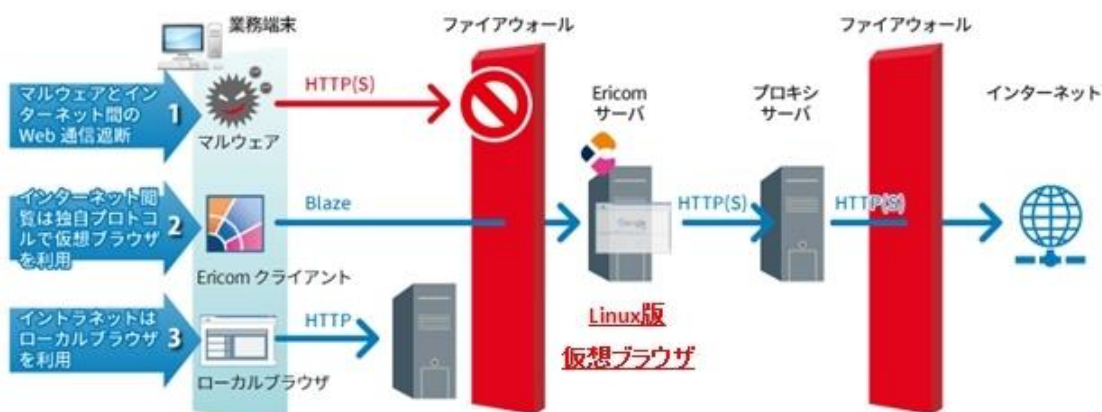 業務端末
ファイアウォール
ファイアウォール
マルウェアとイン
ターネット間の
Web 通信遮断
1
HTTP(S)
マルウェア
Ericom
サーバ
プロキシ
サーバ
インターネット
インターネット閲
覧は独自プロトコ
ルで仮想ブラウザ
を利用
2
Blaze
HTTP(S)
HTTP(S)
Ericom クライアント
イントラネットは
ローカルブラウザ
を利用
3
HTTP
ローカルブラウザ
Linux版
仮想ブラウザ